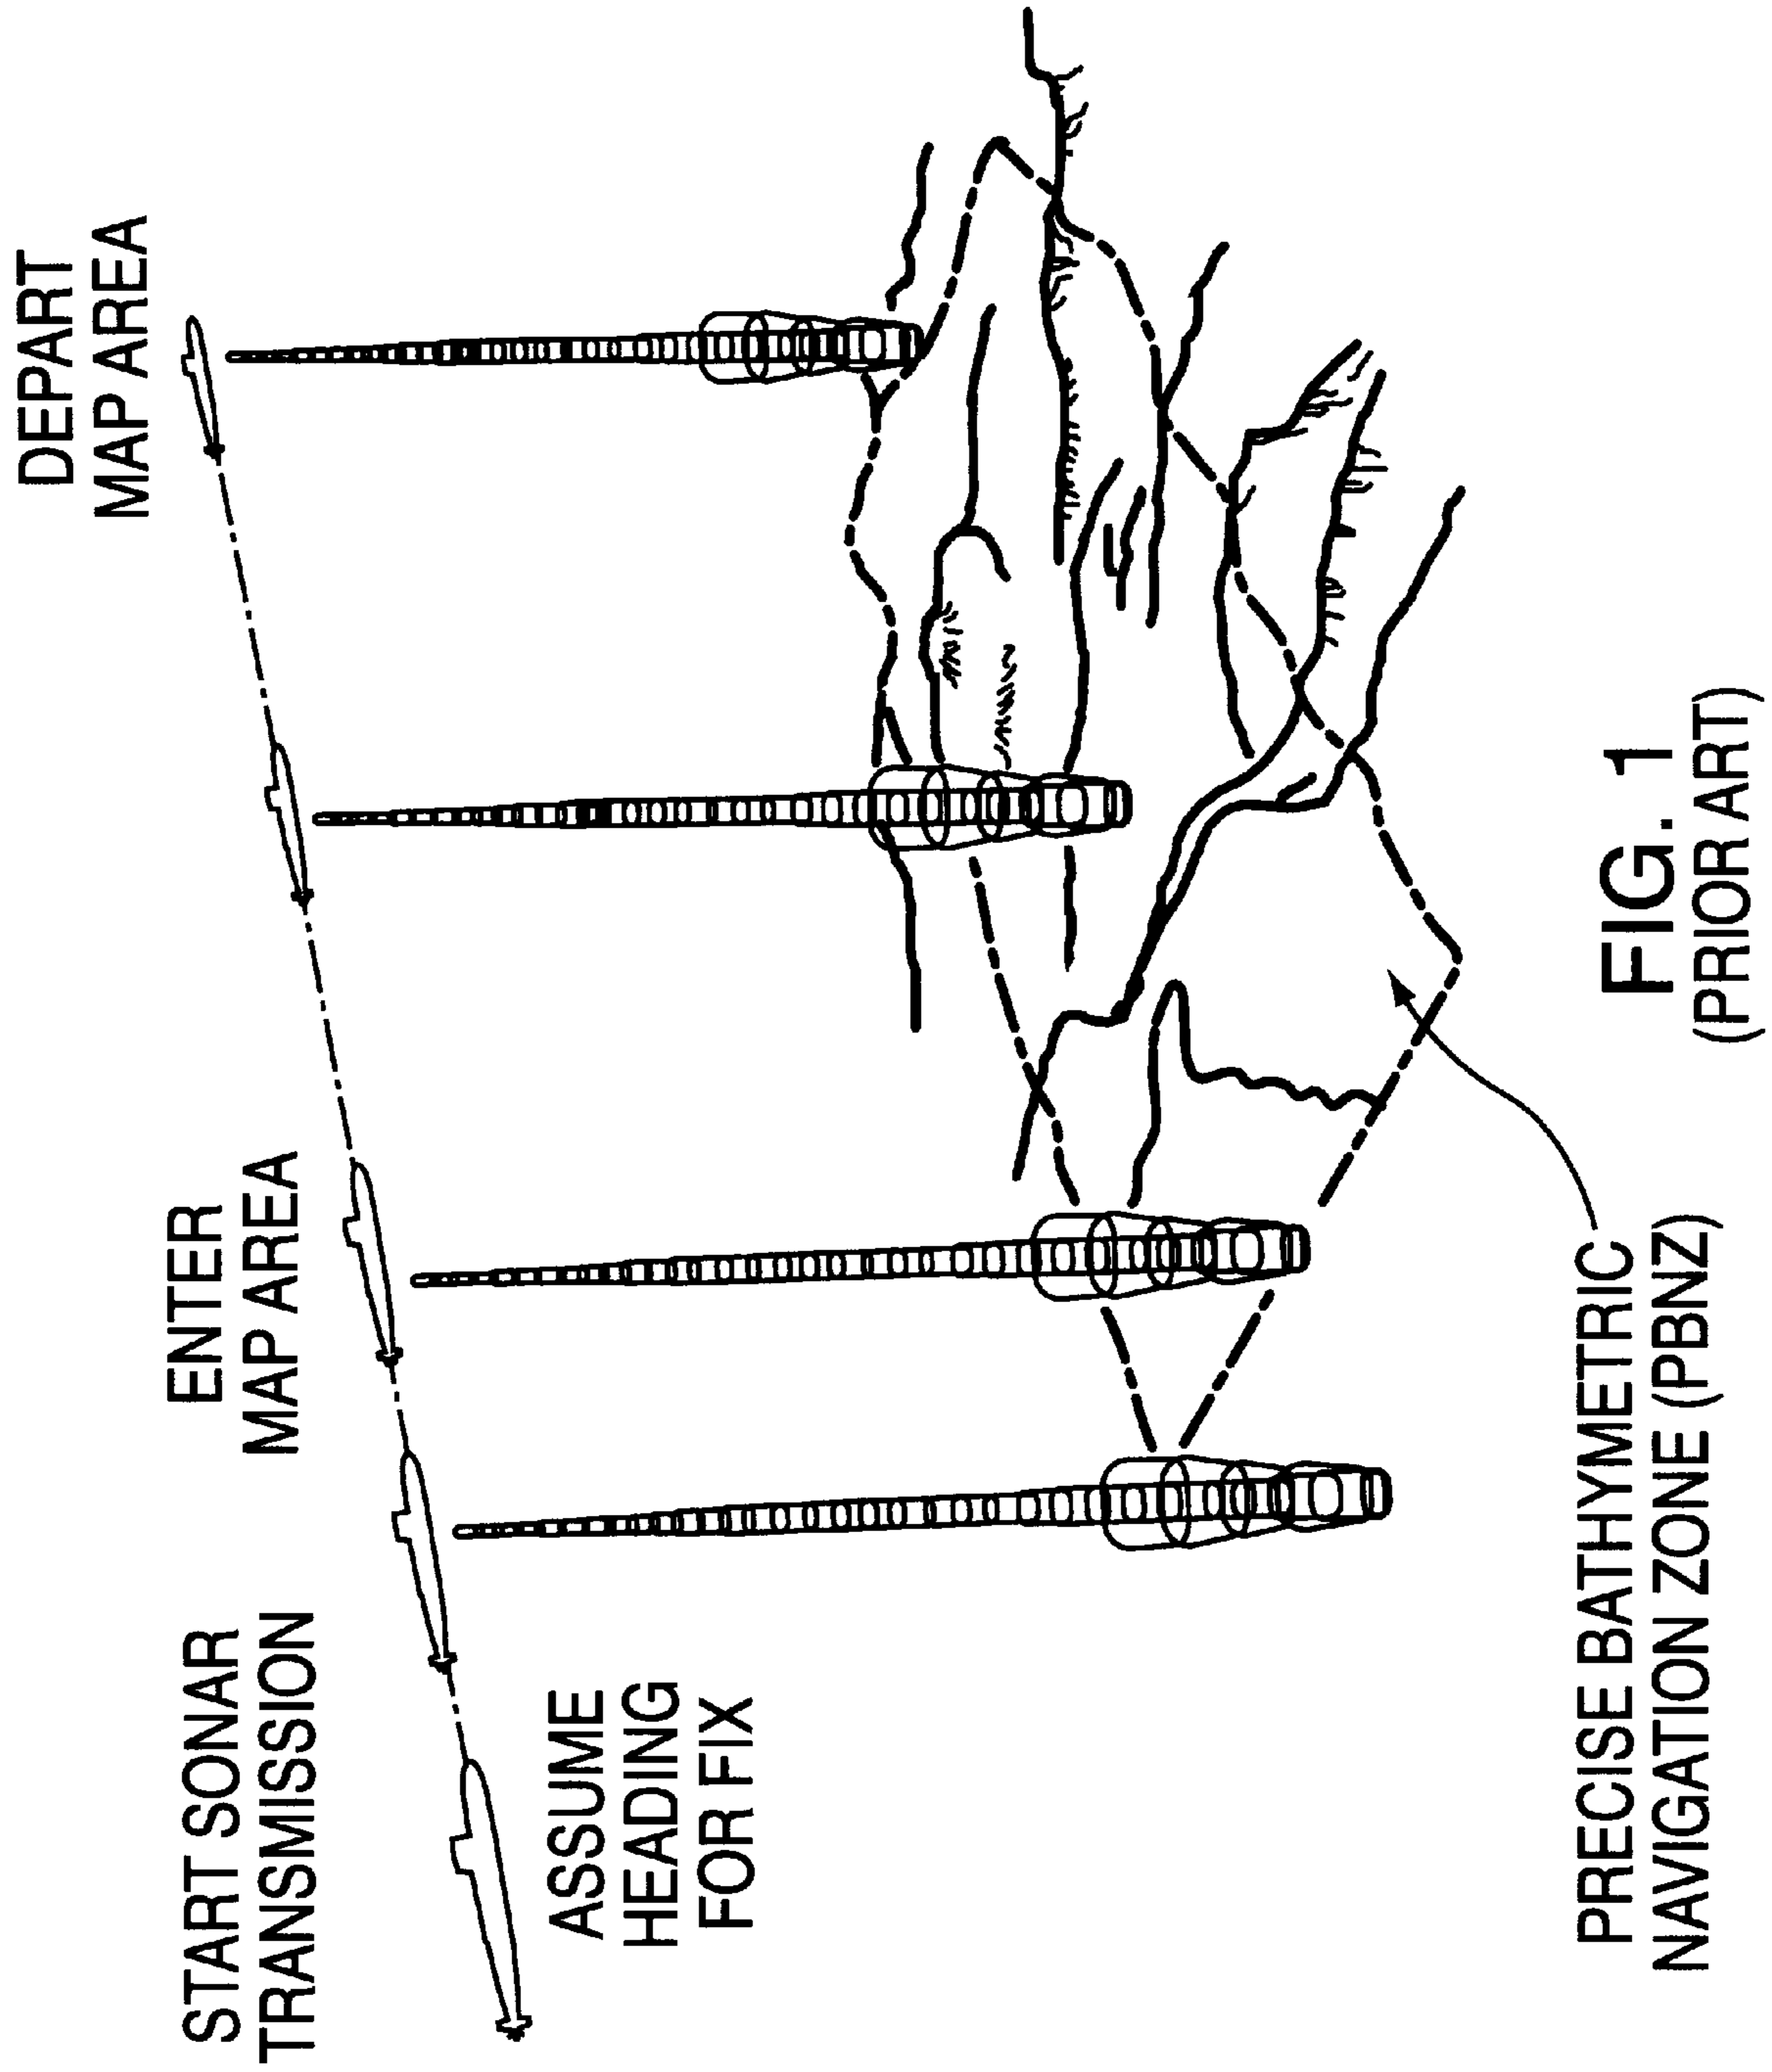 START SONAR
TRANSMISSION
ASSUME
HEADING
FOR FIX
ENTER
MAP AREA
DEPART
MAP AREA
PRECISE BATHYMETRIC
NAVIGATION ZONE (PBNZ)
FIG. 1
(PRIOR ART)